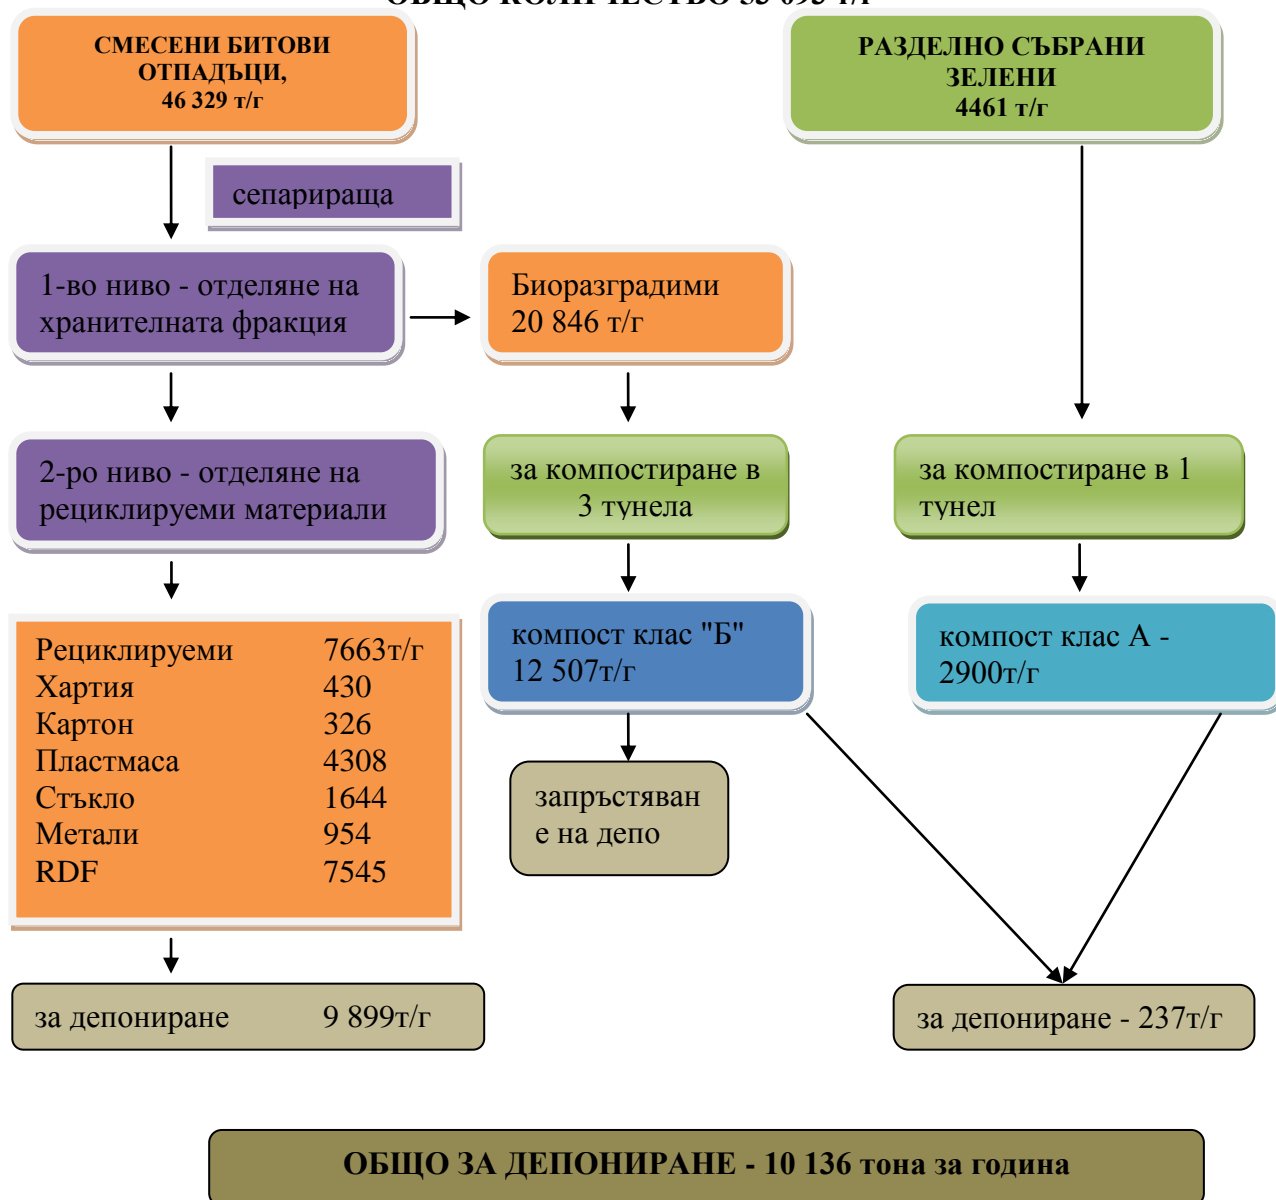 СМЕСЕНИ БИТОВИ
ОТПАДЪЦИ,
46 329 т/г
РАЗДЕЛНО СЪБРАНИ
ЗЕЛЕНИ
4461 т/г
сепарираща
1-во ниво - отделяне на
хранителната фракция
Биоразградими
20 846 т/г
2-ро ниво - отделяне на
рециклируеми материали
за компостиране в
3 тунела
за компостиране в 1
тунел
Рециклируеми 7663т/г
Хартия 430
Картон 326
Пластмаса 4308
Стъкло 1644
Метали 954
RDF 7545
компост клас "Б"
12 507т/г
компост клас А -
2900т/г
запръстяван
е на депо
за депониране 9 899т/г
за депониране - 237т/г
ОБЩО ЗА ДЕПОНИРАНЕ - 10 136 тона за година